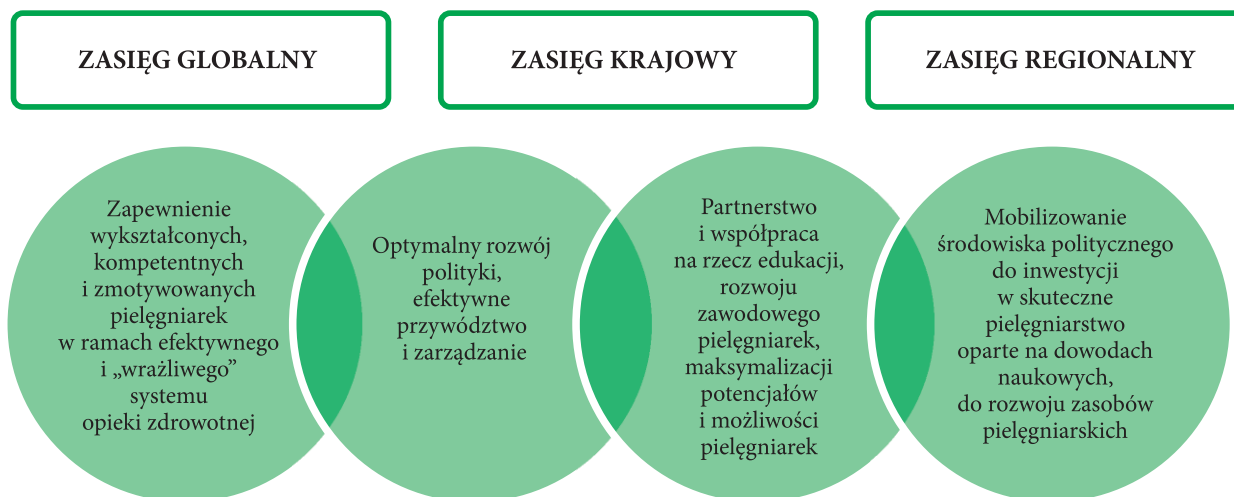 ZASIĘG GLOBALNY
ZASIĘG KRAJOWY
ZASIĘG REGIONALNY
Zapewnienie
wykształconych,
kompetentnych
i zmotywowanych
pielęgniarek
w ramach efektywnego
i „wrażliwego”
systemu
opieki zdrowotnej
Optymalny rozwój
polityki,
efektywne
przywództwo
i zarządzanie
Partnerstwo
i współpraca
na rzecz edukacji,
rozwoju
zawodowego
pielęgniarek,
maksymalizacji
potencjałów
i możliwości
pielęgniarek
Mobilizowanie
środowiska politycznego
do inwestycji
w skuteczne
pielęgniarstwo
oparte na dowodach
naukowych,
do rozwoju zasobów
pielęgniarskich